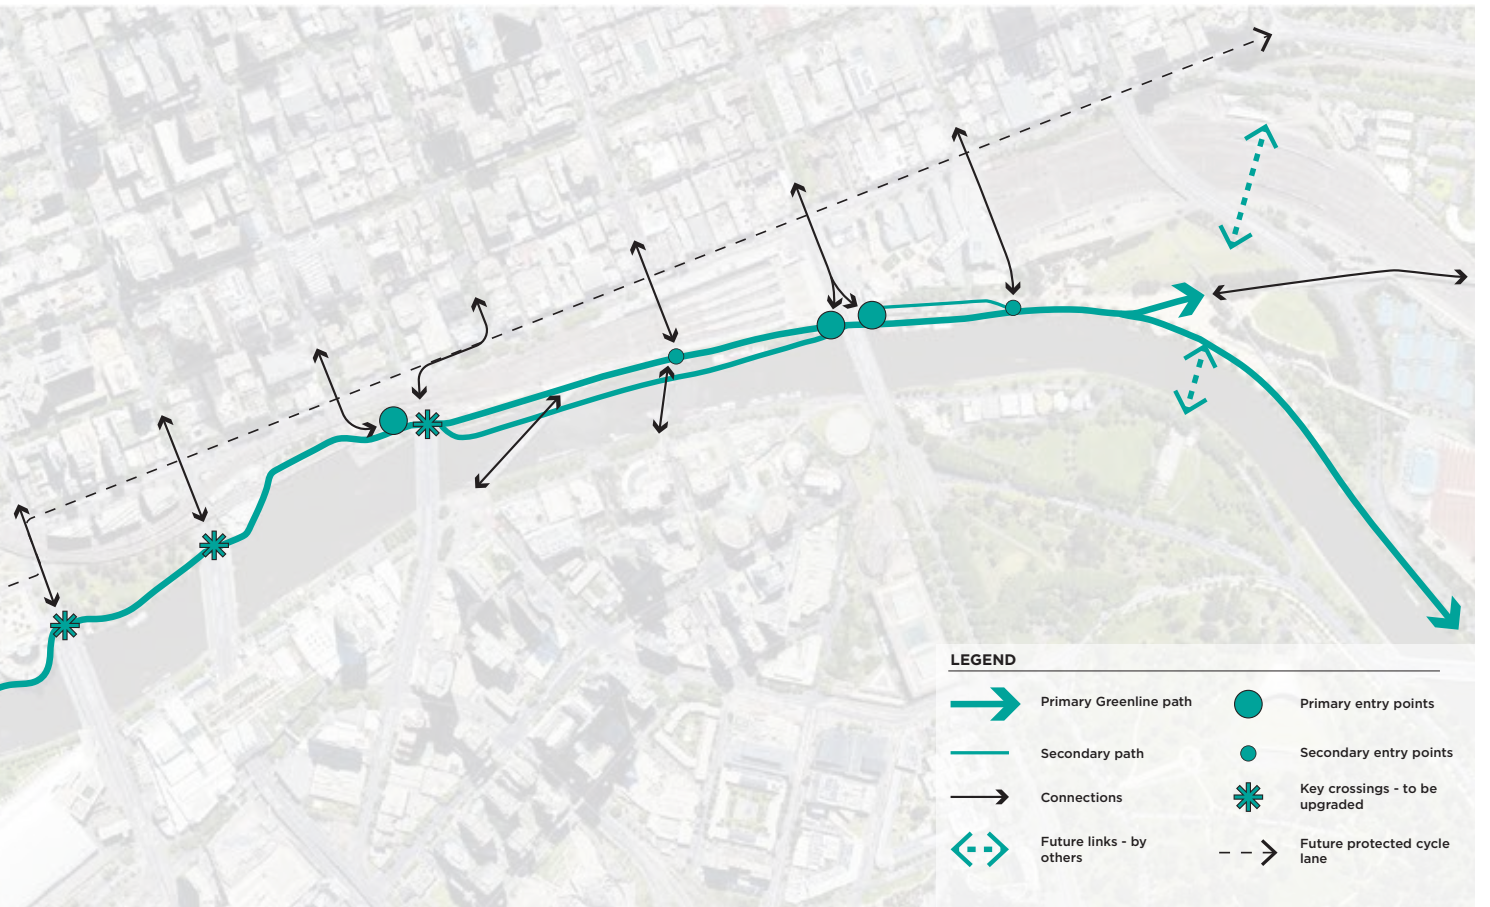 LEGEND
Primary Greenline path
Primary entry points
Secondary path
Secondary entry points
Connections
Key crossings - to be
upgraded
Future links - by
others
Future protected cycle
lane